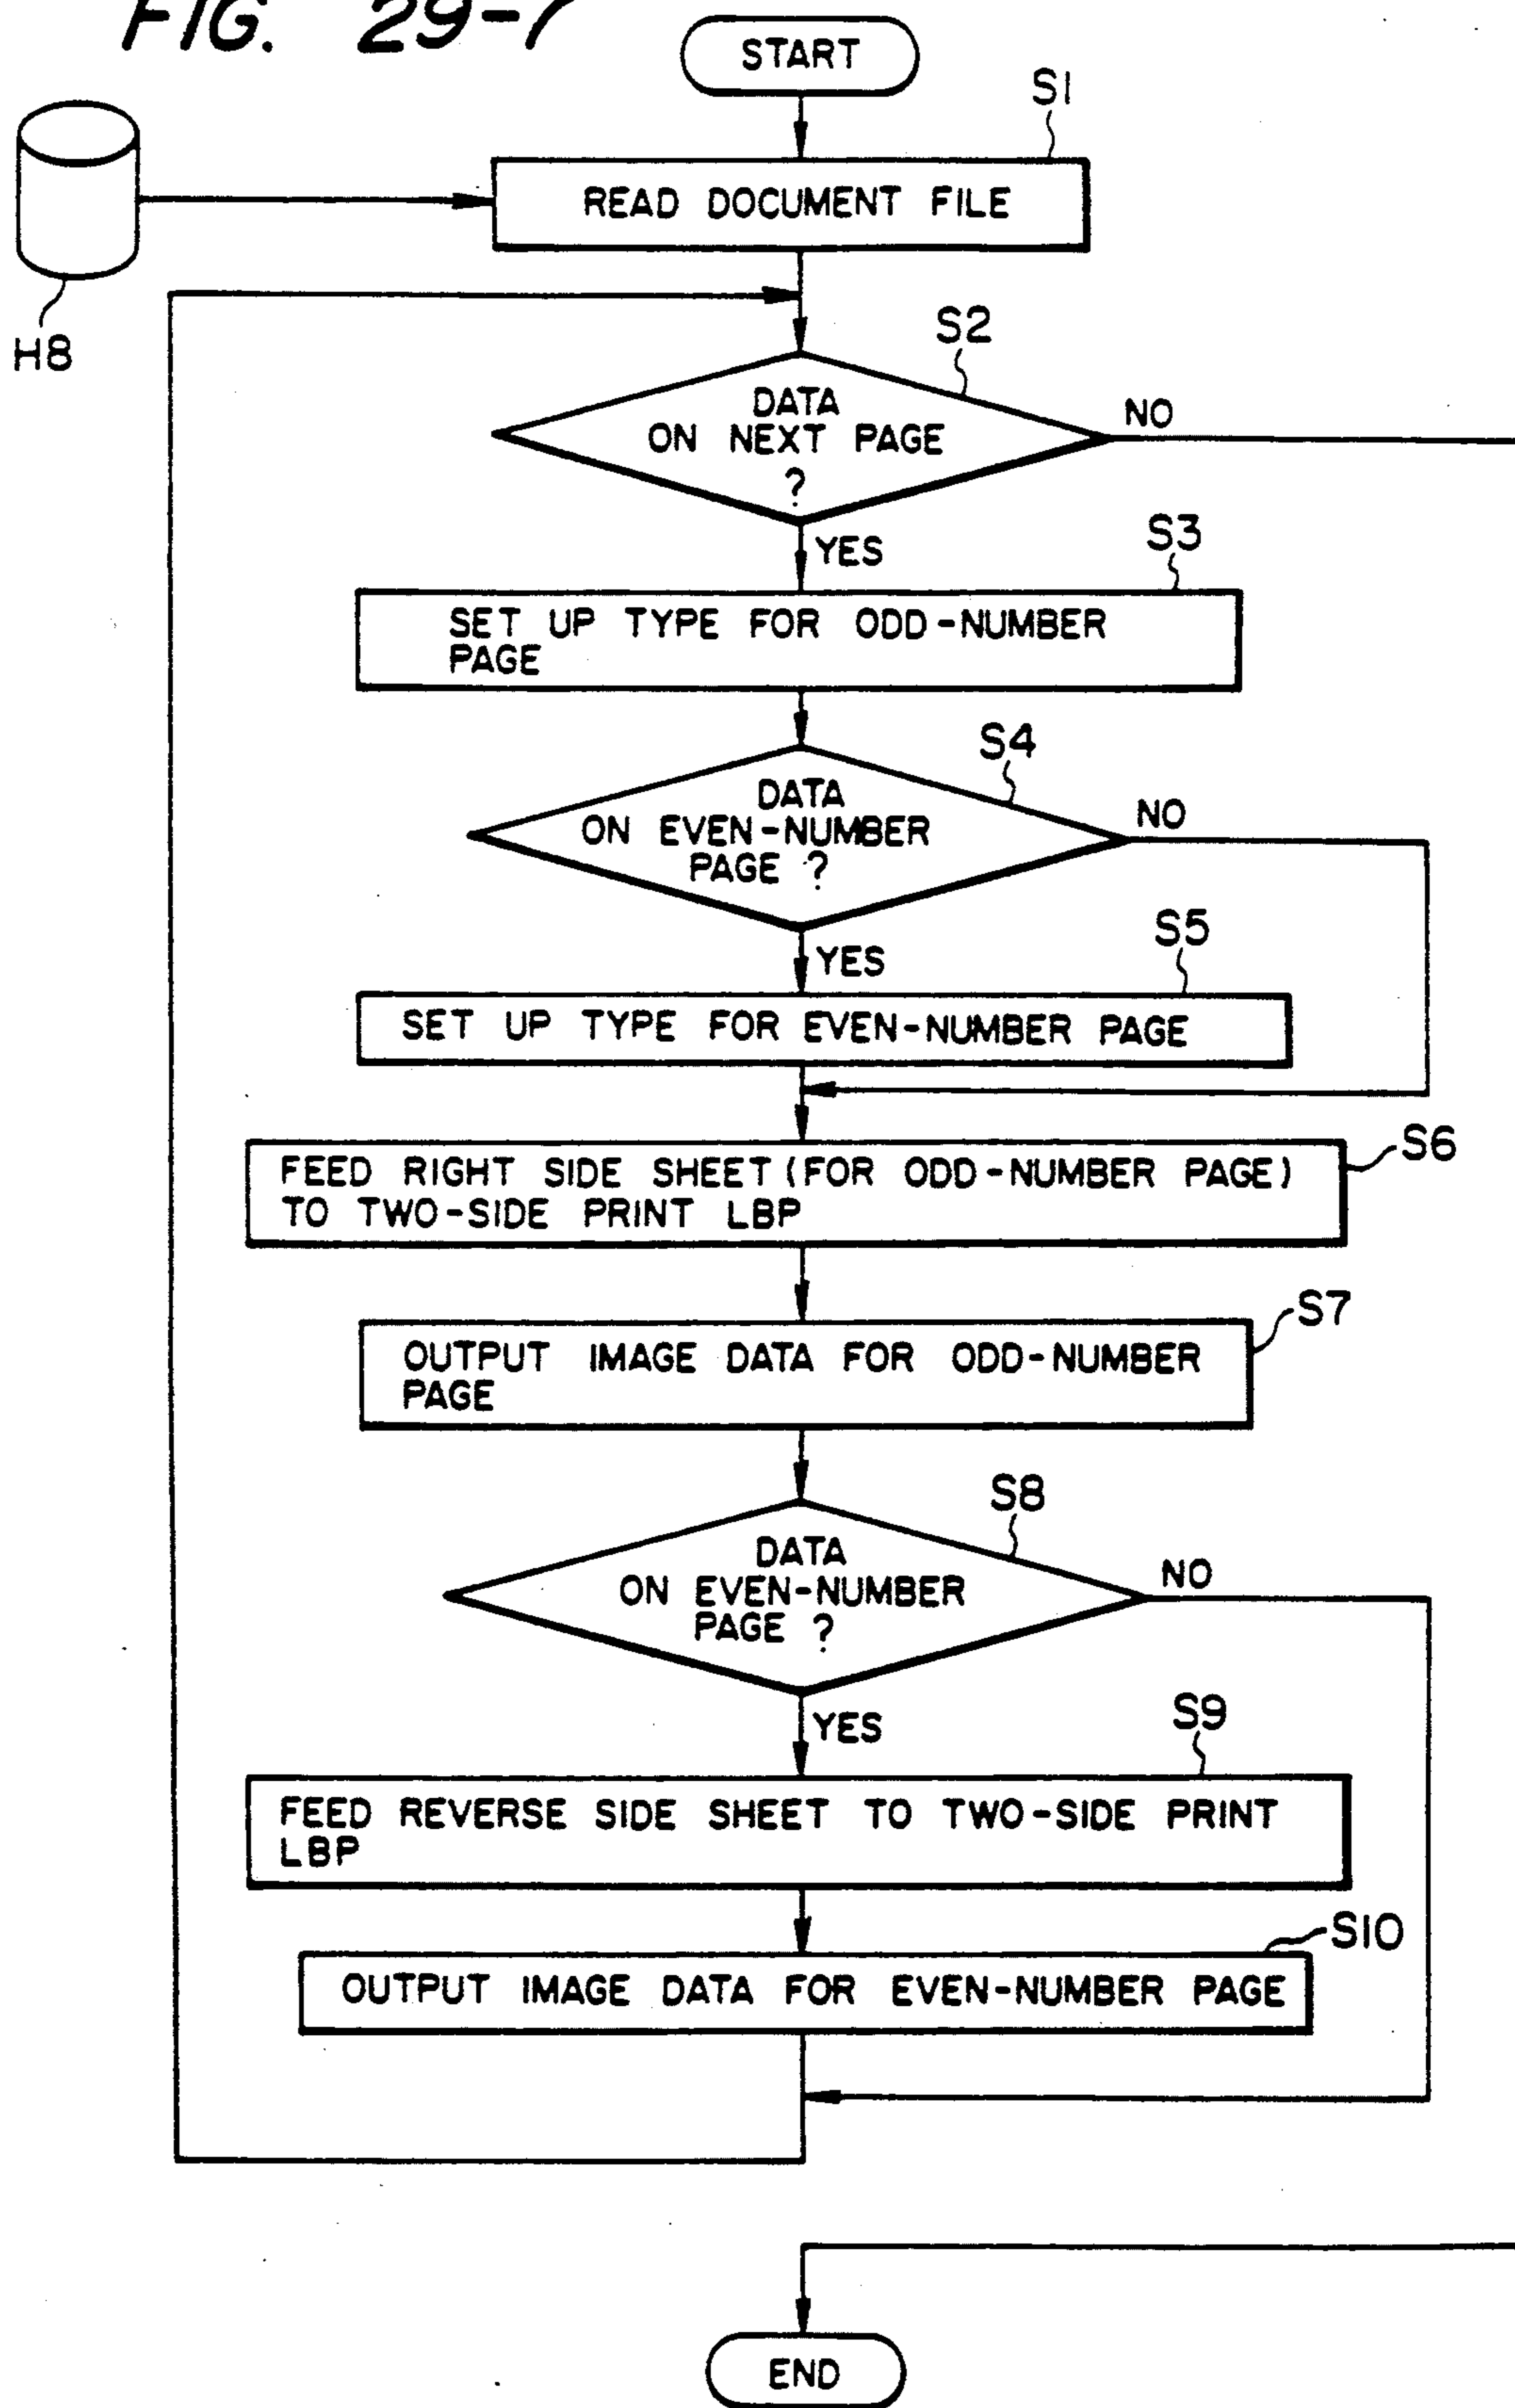 FIG. 29-7
START
S1
READ DOCUMENT FILE
H8
S2
DATA
ON NEXT PAGE
?
NO
YES
S3
SET UP TYPE FOR ODD-NUMBER
PAGE
S4
DATA
ON EVEN-NUMBER
PAGE ?
NO
YES
S5
SET UP TYPE FOR EVEN-NUMBER PAGE
S6
FEED RIGHT SIDE SHEET (FOR ODD-NUMBER PAGE)
TO TWO-SIDE PRINT LBP
S7
OUTPUT IMAGE DATA FOR ODD-NUMBER
PAGE
S8
DATA
ON EVEN-NUMBER
PAGE ?
NO
YES
S9
FEED REVERSE SIDE SHEET TO TWO-SIDE PRINT
LBP
S10
OUTPUT IMAGE DATA FOR EVEN-NUMBER PAGE
END